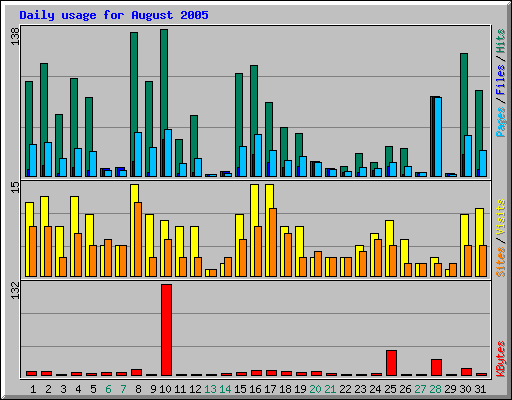 Daily usage for August 2005
138
Pages / Files / Hits
15
Sites / Visits
132
KBytes
1 2 3 4 5 6 7 8 9 10 11 12 13 14 15 16 17 18 19 20 21 22 23 24 25 26 27 28 29 30 31